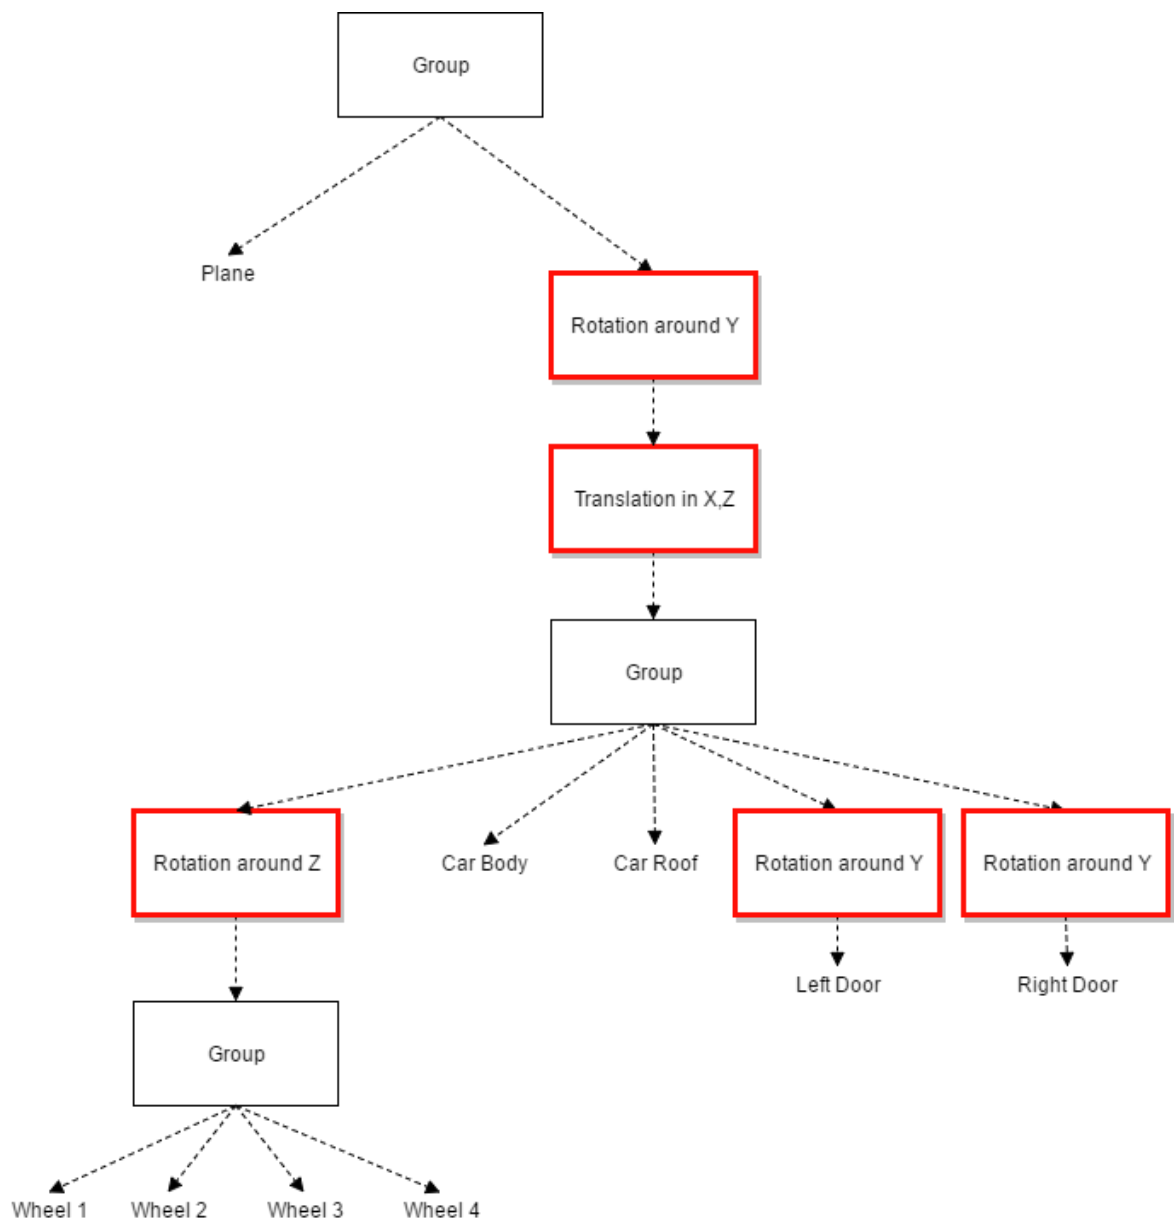 Group
Plane
Rotation around Y
Translation in X,Z
Group
Rotation around Z
Car Body
Car Roof
Rotation around Y
Rotation around Y
Left Door
Right Door
Group
Wheel 1
Wheel 2
Wheel 3
Wheel 4